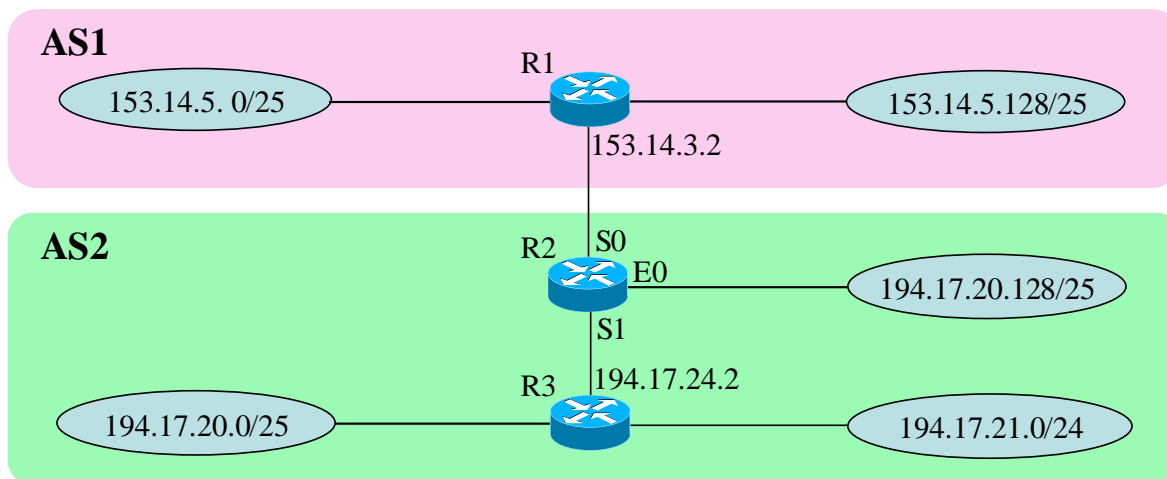 AS1
R1
153.14.5. 0/25
153.14.5.128/25
153.14.3.2
AS2
R2
S0
E0
194.17.20.128/25
S1
R3
194.17.24.2
194.17.20.0/25
194.17.21.0/24